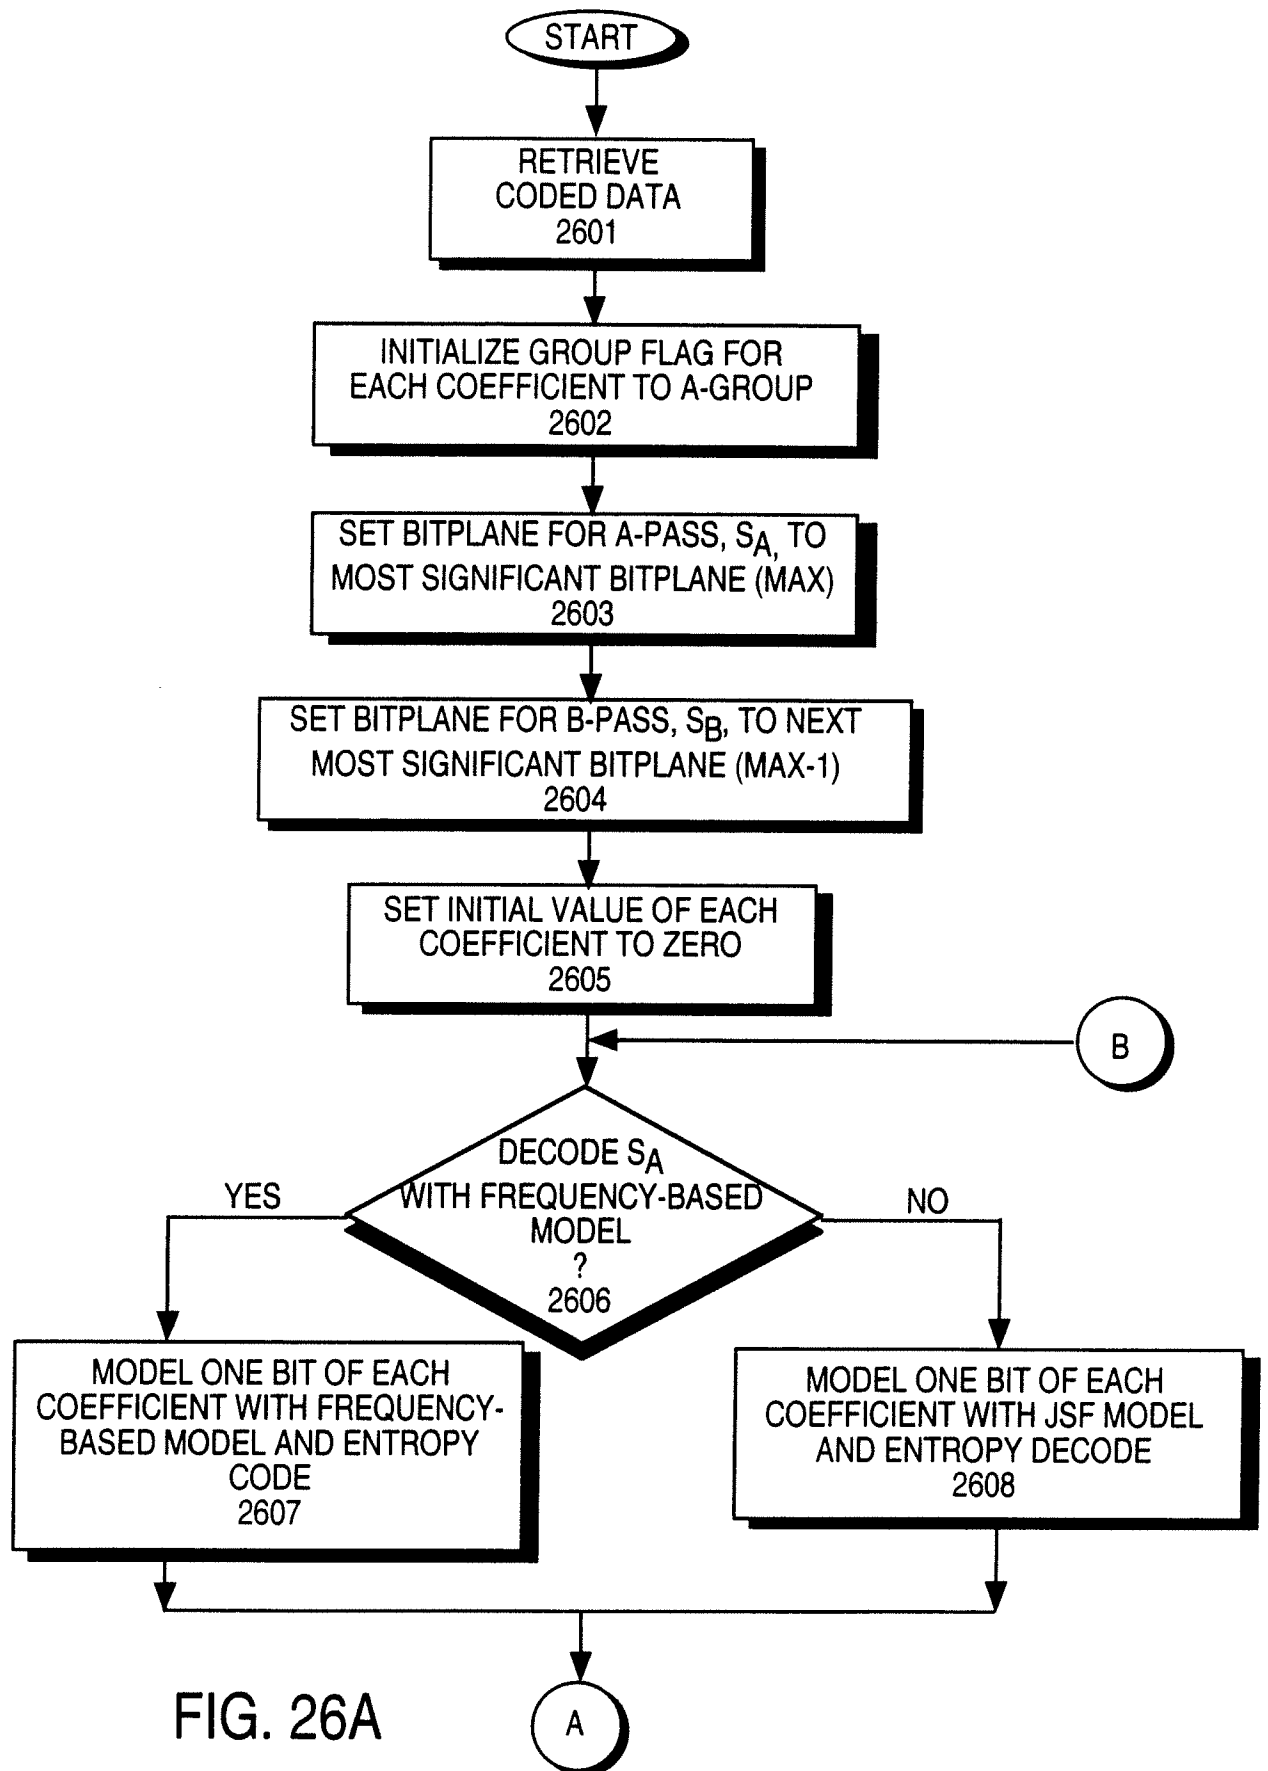 START
RETRIEVE
CODED DATA
2601
INITIALIZE GROUP FLAG FOR
EACH COEFFICIENT TO A-GROUP
2602
SET BITPLANE FOR A-PASS, SA, TO
MOST SIGNIFICANT BITPLANE (MAX)
2603
SET BITPLANE FOR B-PASS, SB, TO NEXT
MOST SIGNIFICANT BITPLANE (MAX-1)
2604
SET INITIAL VALUE OF EACH
COEFFICIENT TO ZERO
2605
B
DECODE SA
WITH FREQUENCY-BASED
MODEL
?
2606
YES
NO
MODEL ONE BIT OF EACH
COEFFICIENT WITH FREQUENCY-
BASED MODEL AND ENTROPY
CODE
2607
MODEL ONE BIT OF EACH
COEFFICIENT WITH JSF MODEL
AND ENTROPY DECODE
2608
FIG. 26A
A